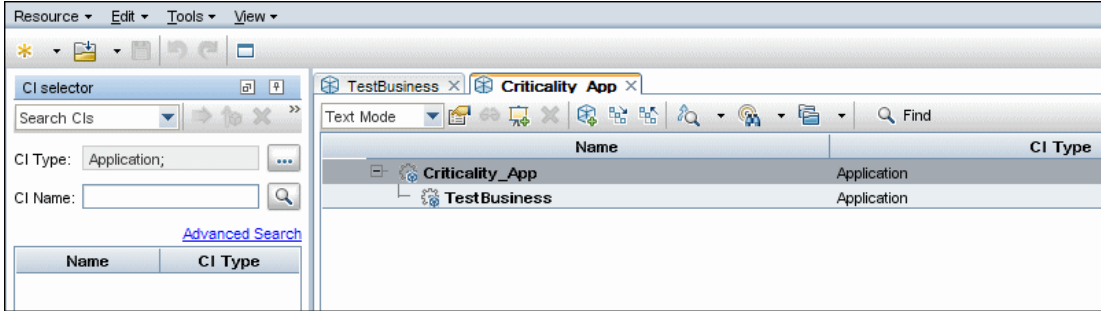 Resource Edit Tools View
CI selector
Search CIs
»
CI Type: Application; ...
CI Name:
Advanced Search
Name CI Type
TestBusiness Criticality_App
Text Mode Find
Name CI Type
Criticality_App Application
TestBusiness Application